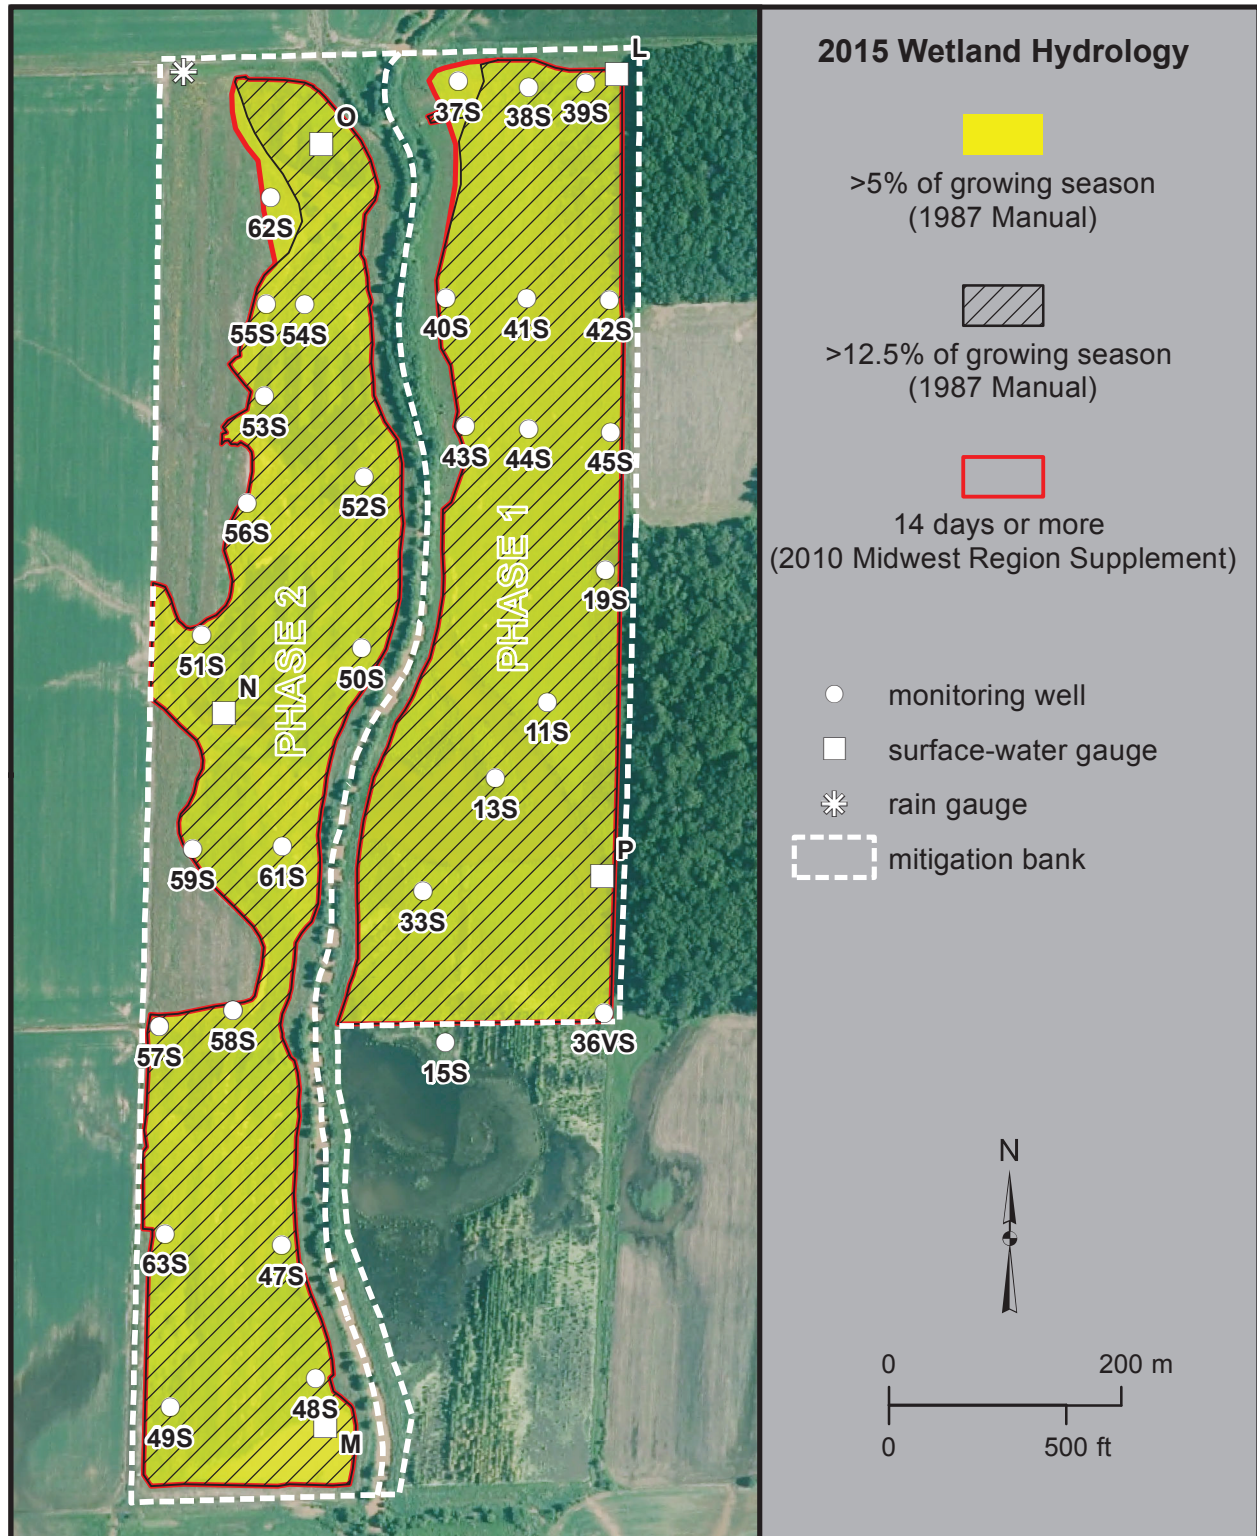 L
O
37S
38S
39S
62S
55S
54S
40S
41S
42S
53S
43S
44S
45S
52S
56S
PHASE 1
19S
PHASE 2
51S
50S
N
11S
13S
P
59S
61S
33S
58S
57S
36VS
15S
63S
47S
48S
49S
M
2015 Wetland Hydrology
>5% of growing season
(1987 Manual)
>12.5% of growing season
(1987 Manual)
14 days or more
(2010 Midwest Region Supplement)
monitoring well
surface-water gauge
rain gauge
mitigation bank
N
0 200 m
0 500 ft